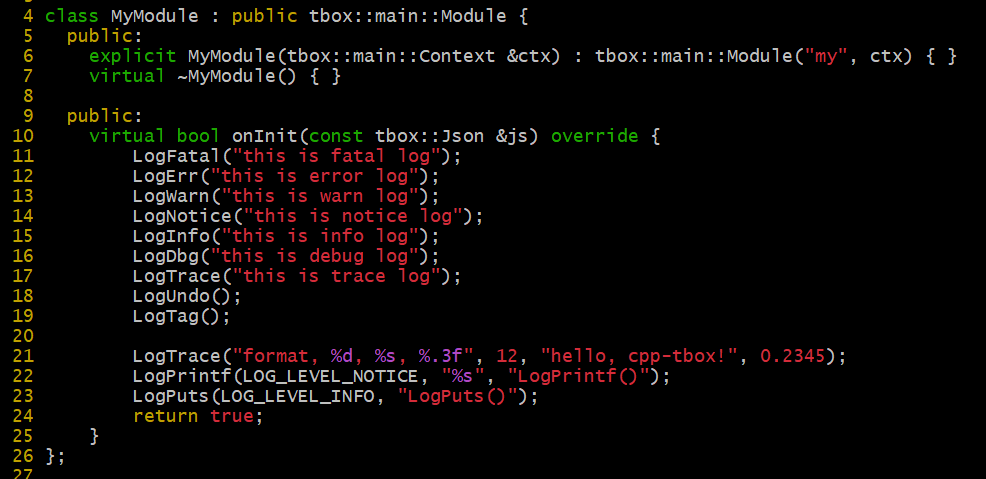 4 class MyModule : public tbox::main::Module {
5   public:
6     explicit MyModule(tbox::main::Context &ctx) : tbox::main::Module("my", ctx) { }
7     virtual ~MyModule() { }
8
9   public:
10     virtual bool onInit(const tbox::Json &js) override {
11         LogFatal("this is fatal log");
12         LogErr("this is error log");
13         LogWarn("this is warn log");
14         LogNotice("this is notice log");
15         LogInfo("this is info log");
16         LogDbg("this is debug log");
17         LogTrace("this is trace log");
18         LogUndo();
19         LogTag();
20
21         LogTrace("format, %d, %s, %.3f", 12, "hello, cpp-tbox!", 0.2345);
22         LogPrintf(LOG_LEVEL_NOTICE, "%s", "LogPrintf()");
23         LogPuts(LOG_LEVEL_INFO, "LogPuts()");
24         return true;
25     }
26 };
27